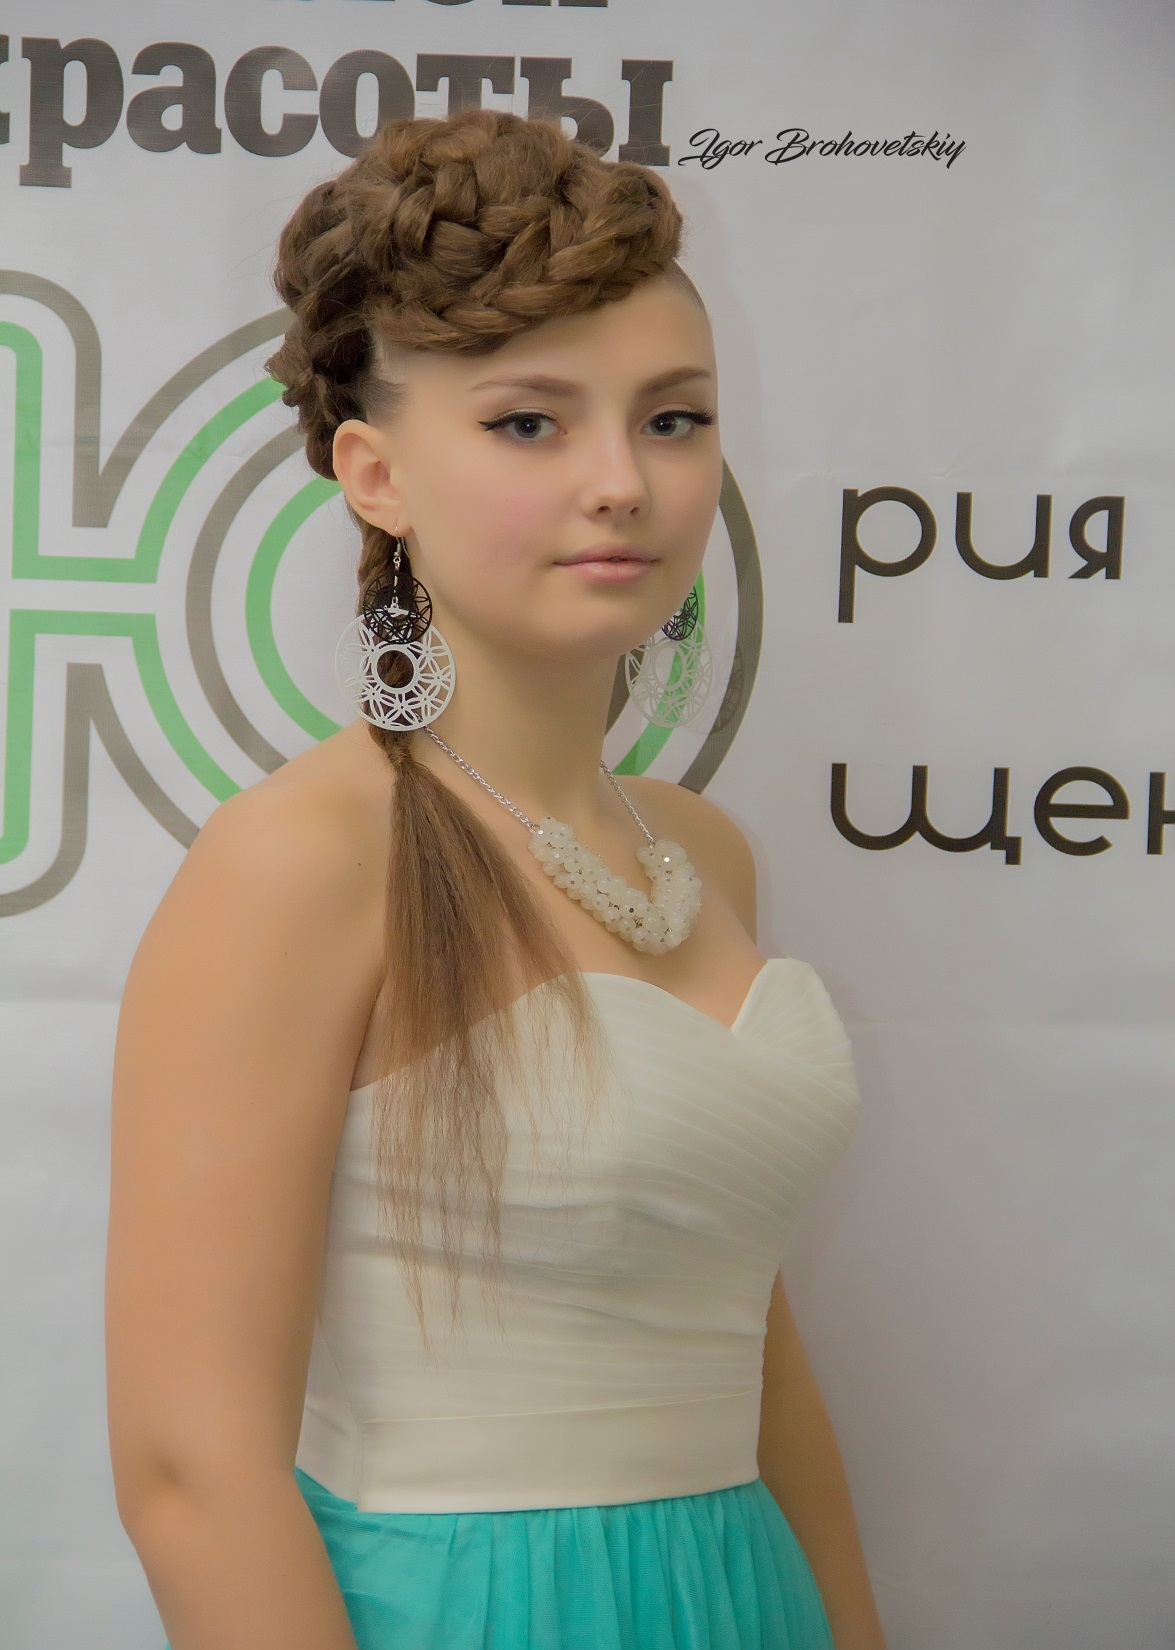 красоты
Igor Brohovetskiy
рия
щен